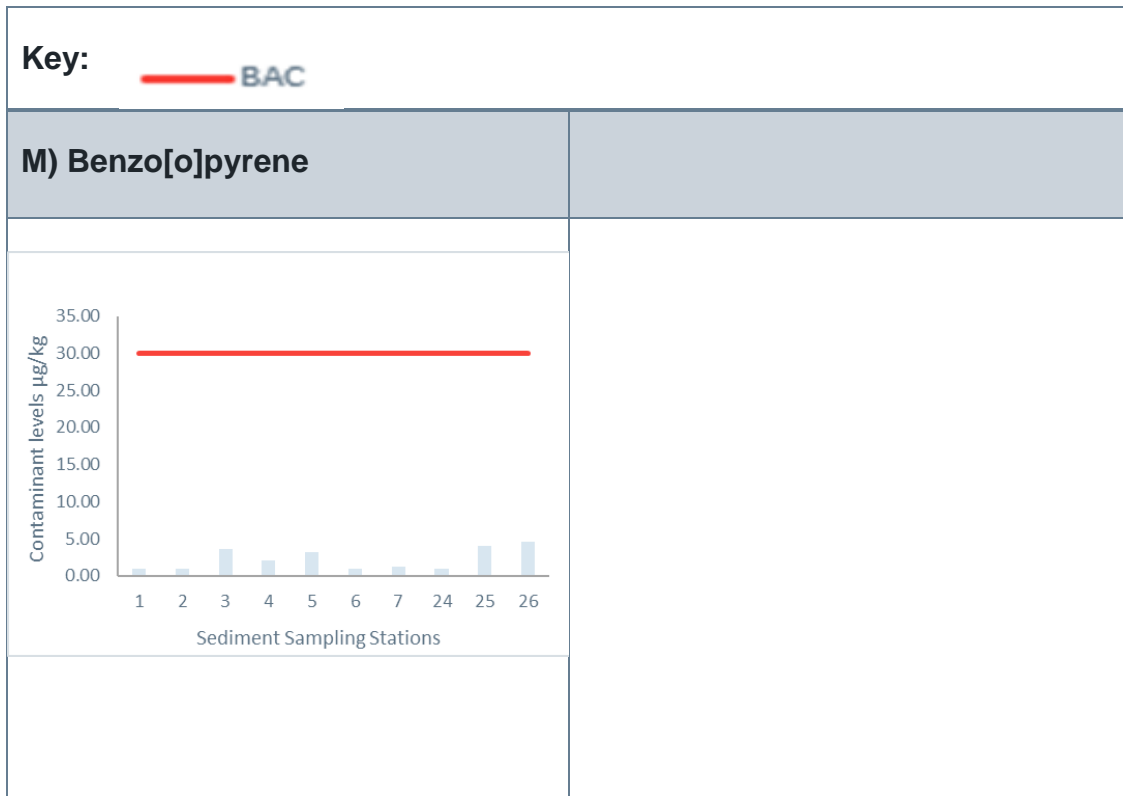 Key:
BAC
M) Benzo[o]pyrene
35.00
30.00
25.00
20.00
15.00
10.00
5.00
0.00
Contaminant levels µg/kg
1 2 3 4 5 6 7 24 25 26
Sediment Sampling Stations